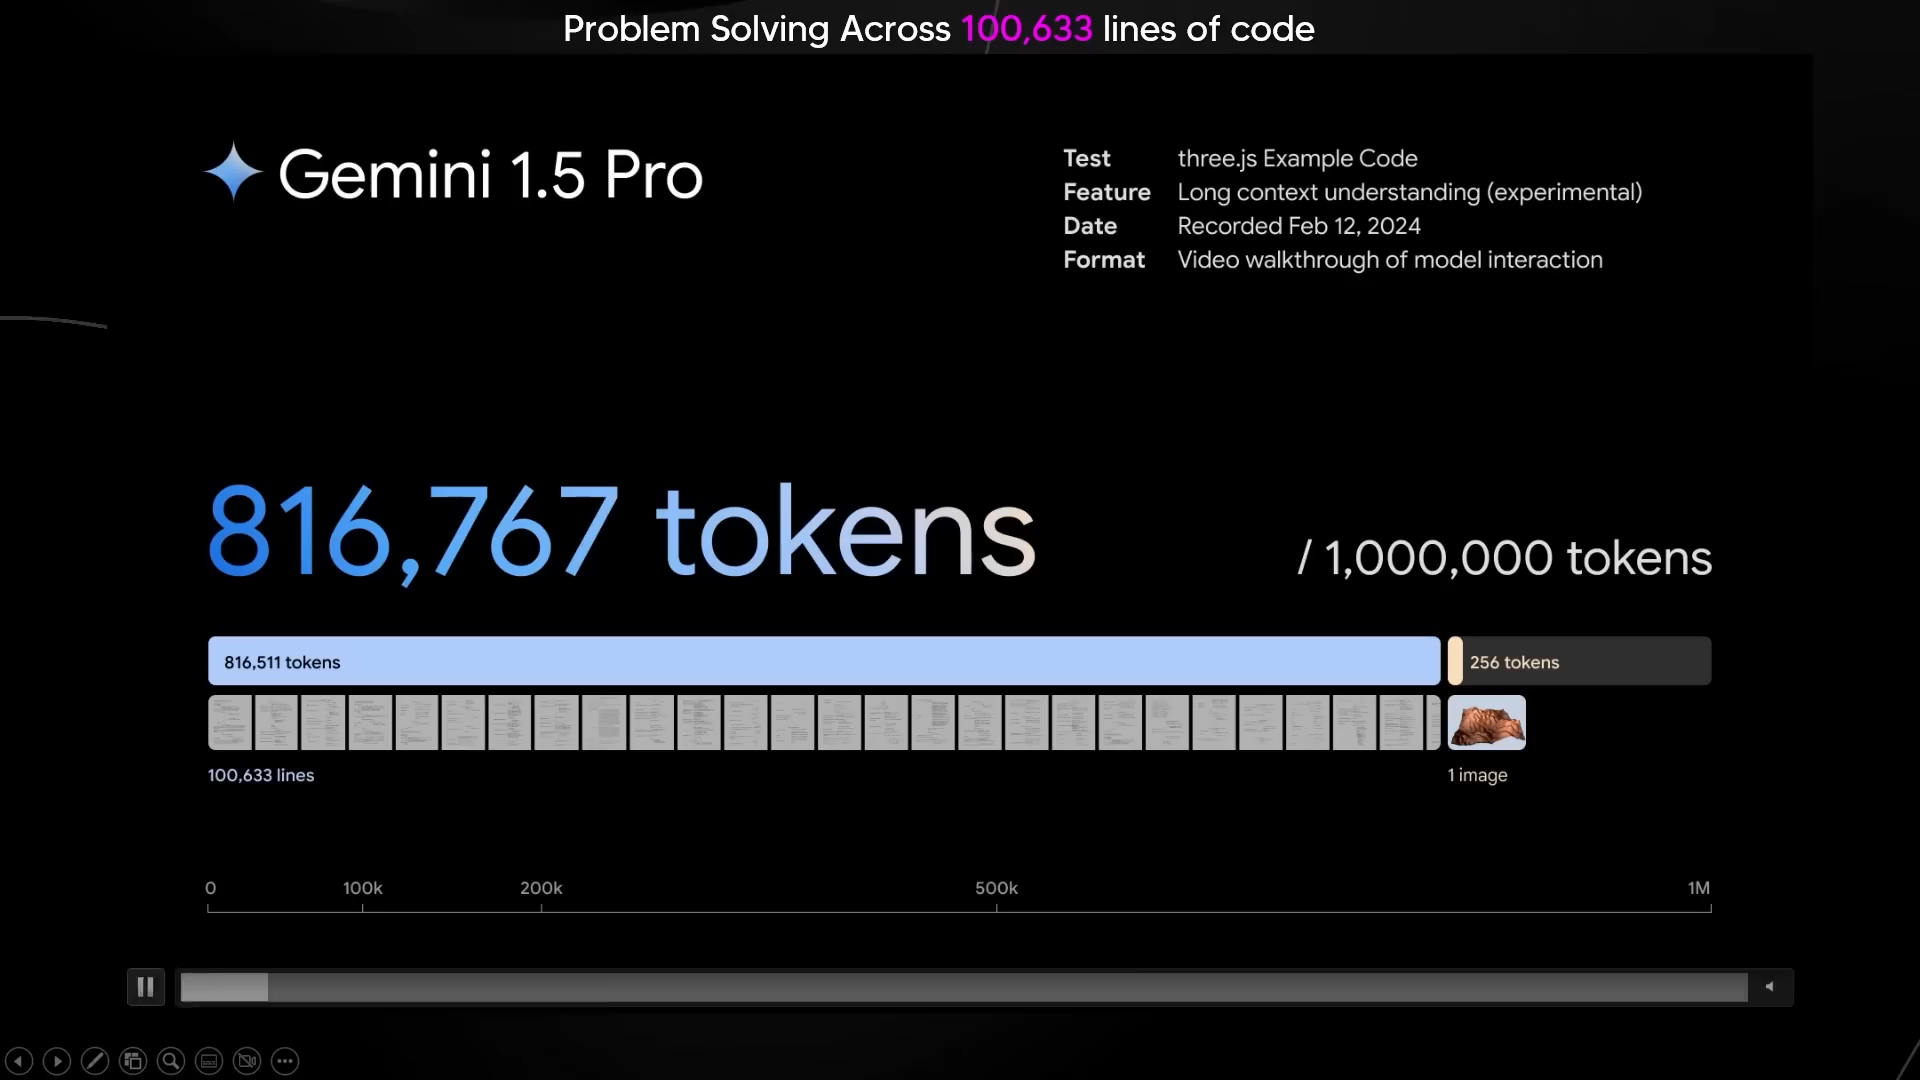 Problem Solving Across 100,633 lines of code
Gemini 1.5 Pro
Test three.js Example Code
Feature Long context understanding (experimental)
Date Recorded Feb 12, 2024
Format Video walkthrough of model interaction
816,767 tokens / 1,000,000 tokens
816,511 tokens 256 tokens
100,633 lines 1 image
0 100k 200k 500k 1M